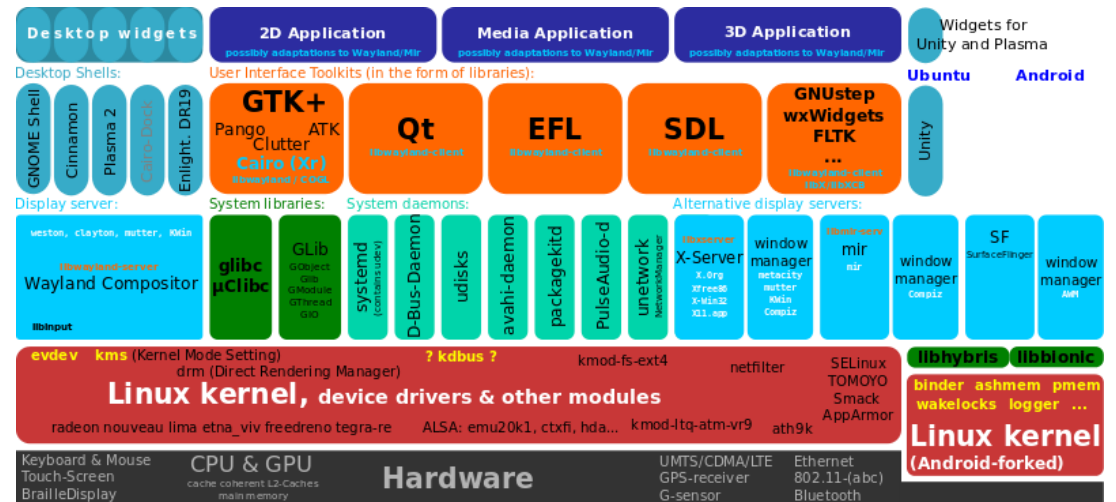 Desktop widgets
2D Application
possibly adaptations to Wayland/Mir
Media Application
possibly adaptations to Wayland/Mir
3D Application
possibly adaptations to Wayland/Mir
Widgets for
Unity and Plasma
Desktop Shells:
User Interface Toolkits (in the form of libraries):
Ubuntu
Android
GNOME Shell
Cinnamon
Plasma 2
Cairo-Dock
Enlight. DR19
GTK+
Pango ATK
Clutter
Cairo (Xr)
libwayland / COGL
Qt
libwayland-client
EFL
libwayland-client
SDL
libwayland-client
GNUstep
wxWidgets
FLTK
...
libwayland-client
Unity
Display server:
System libraries:
System daemons:
Alternative display servers:
weston, clayton, mutter, KWin
libwayland-server
Wayland Compositor
libinput
glibc
µClibc
GLib
GObject
Glib
GModule
GThread
GIO
systemd
(contains udev)
D-Bus-Daemon
udisks
avahi-daemon
packagekitd
PulseAudio-d
unetwork
NetworkManager
libxserver
X-Server
X.Org
Xfree86
X-Win32
X11.app
window
manager
metacity
mutter
KWin
Compiz
libmir-serv
mir
mir
window
manager
Compiz
SF
SurfaceFlinger
window
manager
AWM
evdev kms (Kernel Mode Setting)
drm (Direct Rendering Manager)
? kdbus ?
kmod-fs-ext4
netfilter
SELinux
TOMOYO
Smack
AppArmor
Linux kernel, device drivers & other modules
radeon nouveau lima etna_viv freedreno tegra-re
ALSA: emu20k1, ctxfi, hda...
kmod-ltq-atm-vr9
ath9k
libhybris
libbionic
binder ashmem pmem
wakelocks logger ...
Linux kernel
(Android-forked)
Keyboard & Mouse
Touch-Screen
BrailleDisplay
CPU & GPU
cache coherent L2-Caches
main memory
Hardware
UMTS/CDMA/LTE
GPS-receiver
G-sensor
Ethernet
802.11-(abc)
Bluetooth